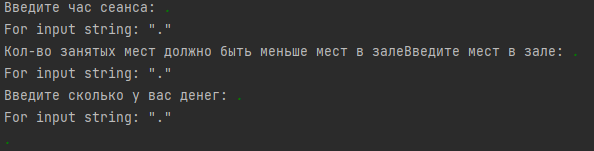 Введите час сеанса: .
For input string: "."
Кол-во занятых мест должно быть меньше мест в залеВведите мест в зале: .
For input string: "."
Введите сколько у вас денег: .
For input string: "."
.